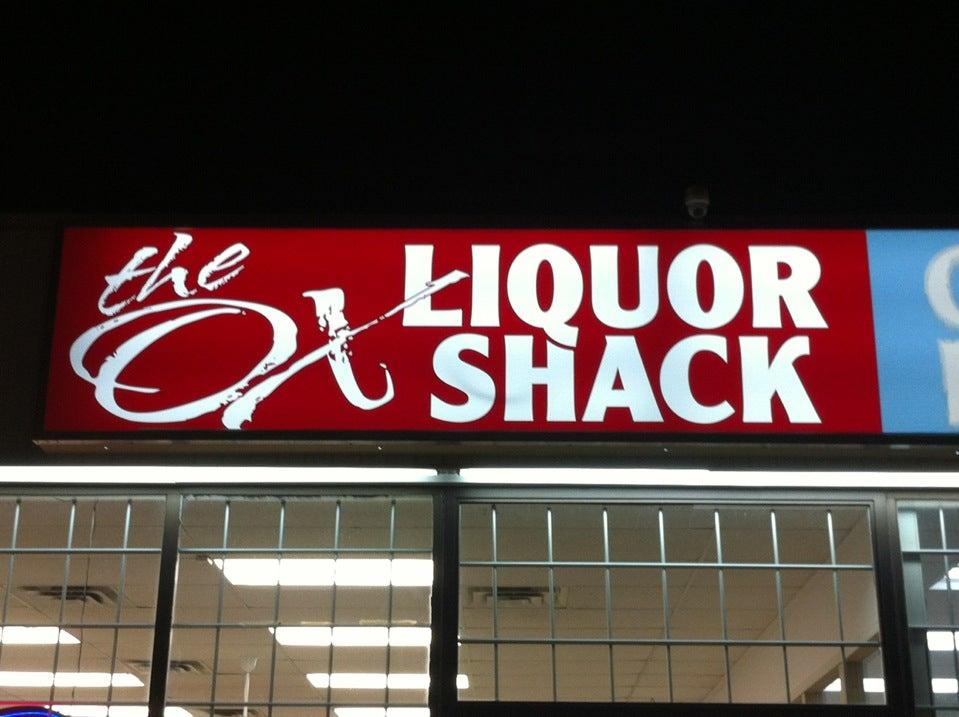 the
Ox
LIQUOR
SHACK